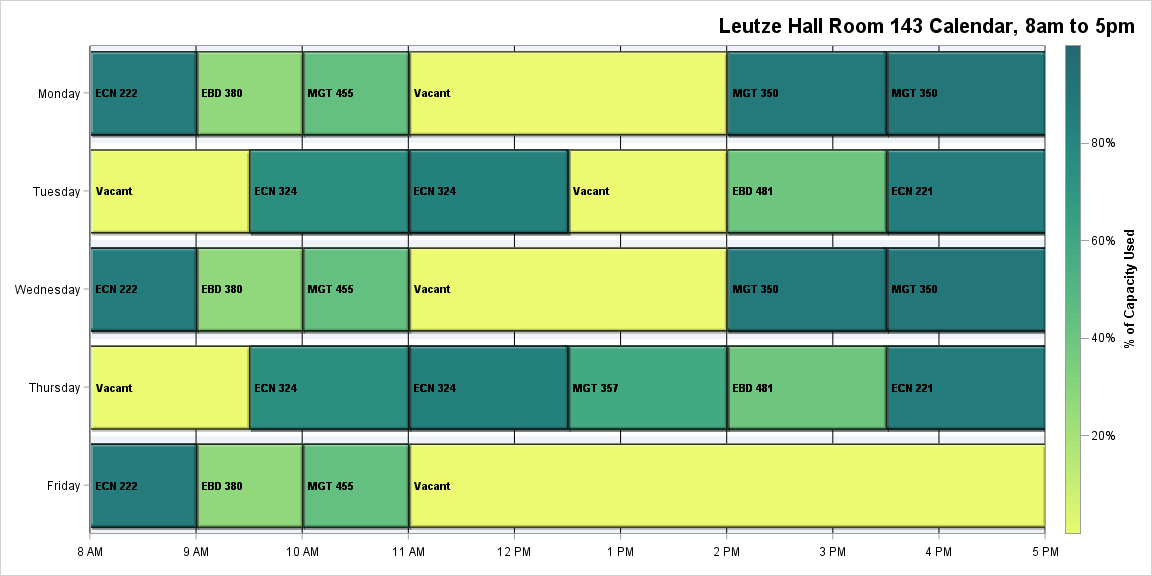 Leutze Hall Room 143 Calendar, 8am to 5pm
Monday
ECN 222
EBD 380
MGT 455
Vacant
MGT 350
MGT 350
Tuesday
Vacant
ECN 324
ECN 324
Vacant
EBD 481
ECN 221
Wednesday
ECN 222
EBD 380
MGT 455
Vacant
MGT 350
MGT 350
Thursday
Vacant
ECN 324
ECN 324
MGT 357
EBD 481
ECN 221
Friday
ECN 222
EBD 380
MGT 455
Vacant
8 AM
9 AM
10 AM
11 AM
12 PM
1 PM
2 PM
3 PM
4 PM
5 PM
80%
60%
40%
20%
% of Capacity Used